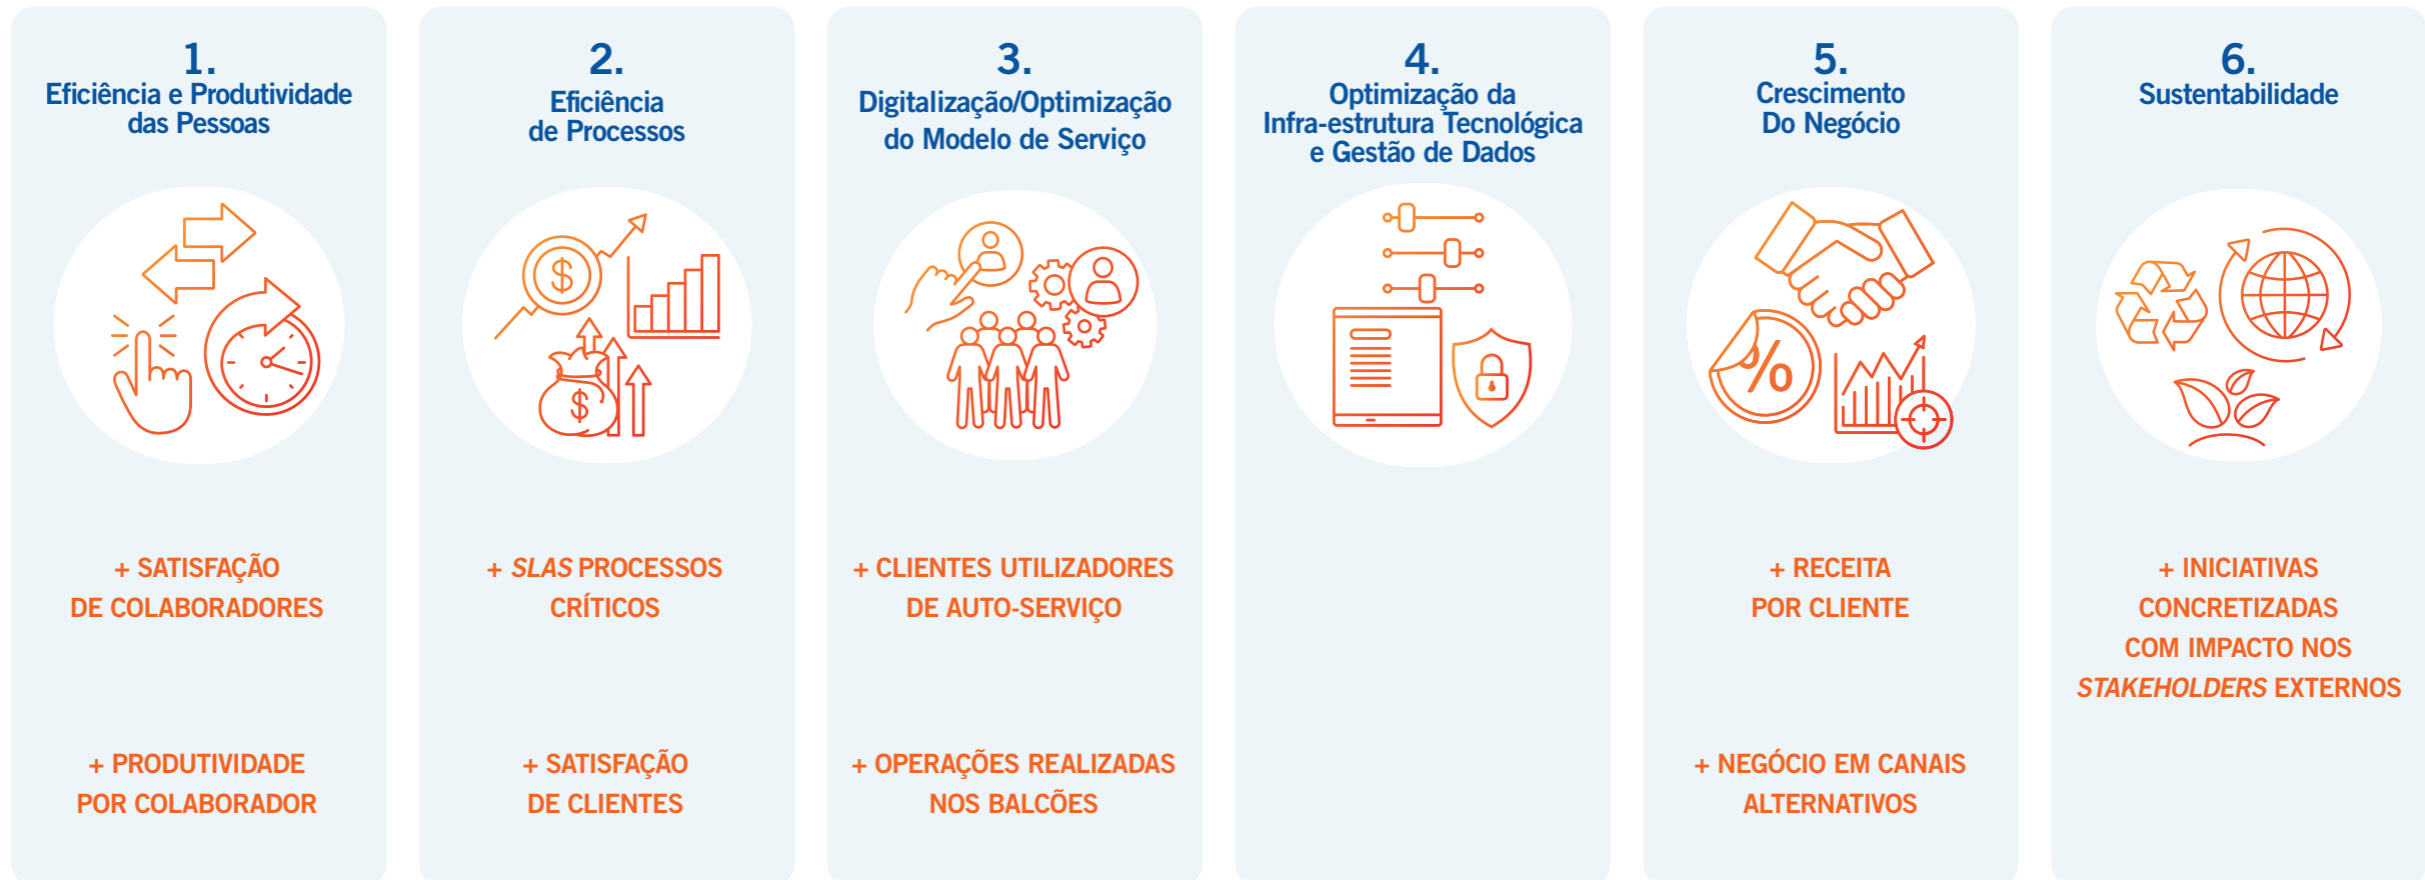 1.
Eficiência e Produtividade
das Pessoas
+ SATISFAÇÃO
DE COLABORADORES
+ PRODUTIVIDADE
POR COLABORADOR
2.
Eficiência
de Processos
$
$
+ SLAS PROCESSOS
CRÍTICOS
+ SATISFAÇÃO
DE CLIENTES
3.
Digitalização/Optimização
do Modelo de Serviço
+ CLIENTES UTILIZADORES
DE AUTO-SERVIÇO
+ OPERAÇÕES REALIZADAS
NOS BALCÕES
4.
Optimização da
Infra-estrutura Tecnológica
e Gestão de Dados
5.
Crescimento
Do Negócio
%
+ RECEITA
POR CLIENTE
+ NEGÓCIO EM CANAIS
ALTERNATIVOS
6.
Sustentabilidade
+ INICIATIVAS
CONCRETIZADAS
COM IMPACTO NOS
STAKEHOLDERS EXTERNOS